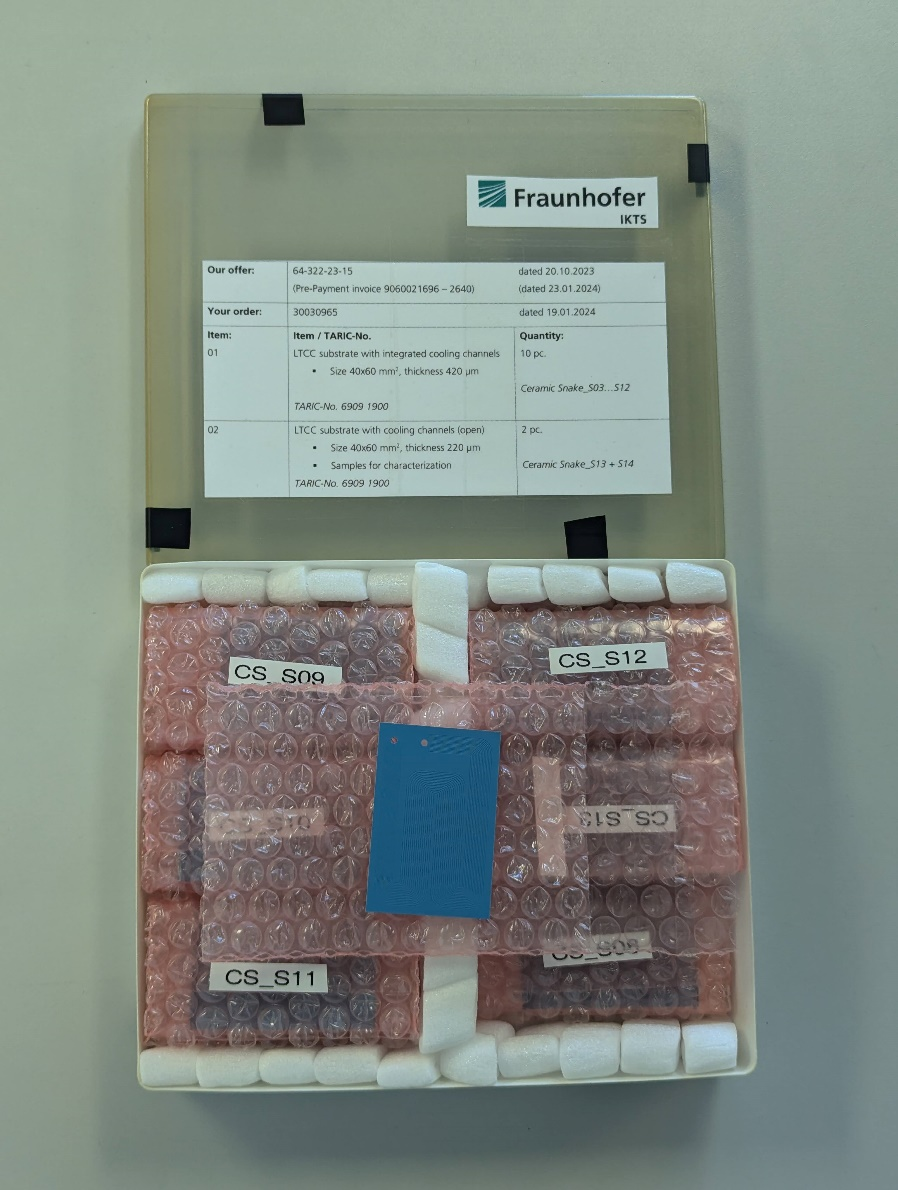 Fraunhofer
IKTS
Our offer: 64-322-23-15 dated 20.10.2023
(Pre-Payment invoice 9060021696 – 2640) (dated 23.01.2024)
Your order: 30030965 dated 19.01.2024
Item: Item / TARIC-No. Quantity:
01 LTCC substrate with integrated cooling channels 10 pc.
▪ Size 40x60 mm², thickness 420 µm
Ceramic Snake_S03...S12
TARIC-No. 6909 1900
02 LTCC substrate with cooling channels (open) 2 pc.
▪ Size 40x60 mm², thickness 220 µm
▪ Samples for characterization Ceramic Snake_S13 + S14
TARIC-No. 6909 1900
CS_S09
CS_S12
CS_S13
CS_S11